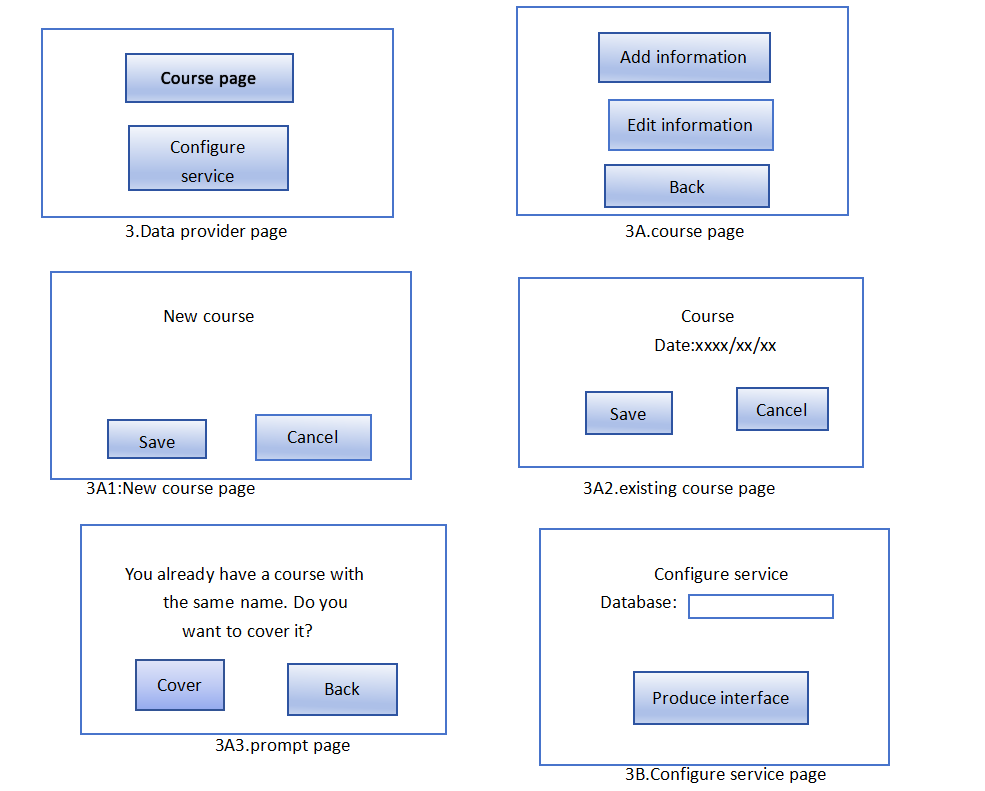 Course page
Configure
service
3.Data provider page
Add information
Edit information
Back
3A.course page
New course
Save
Cancel
3A1:New course page
Course
Date:xxxx/xx/xx
Save
Cancel
3A2.existing course page
You already have a course with
the same name. Do you
want to cover it?
Cover
Back
3A3.prompt page
Configure service
Database:
Produce interface
3B.Configure service page